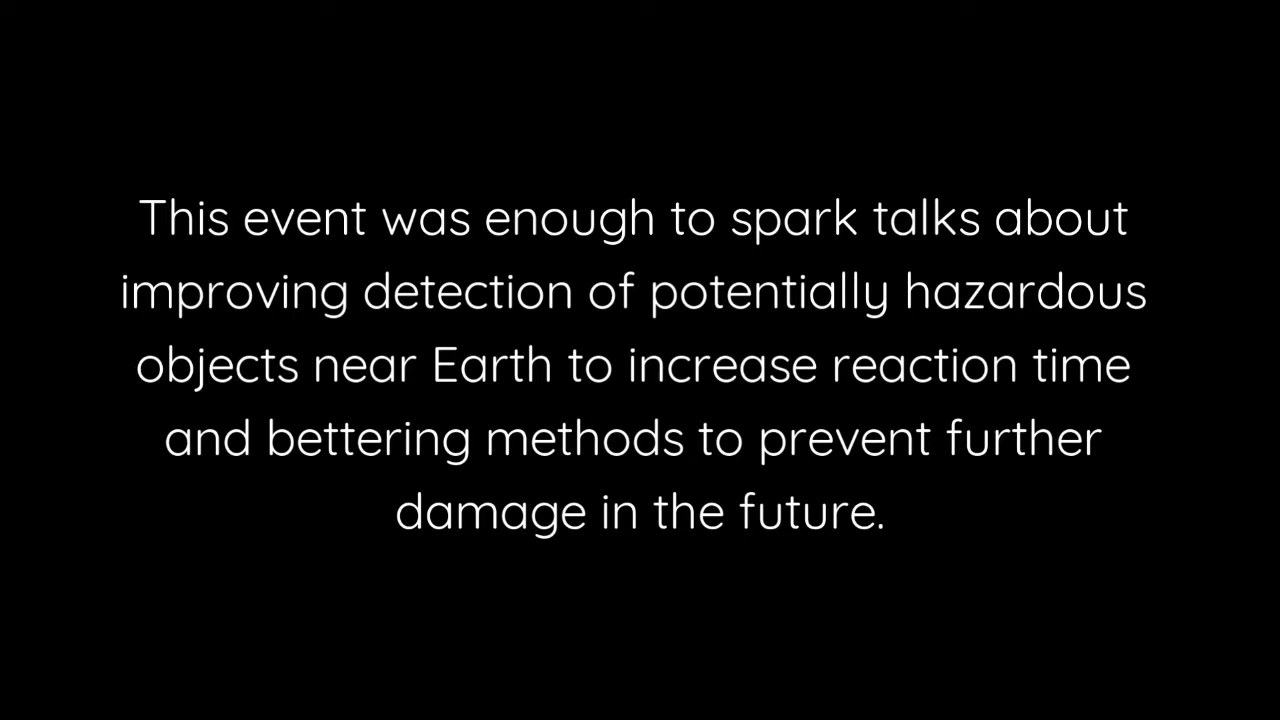 This event was enough to spark talks about
improving detection of potentially hazardous
objects near Earth to increase reaction time
and bettering methods to prevent further
damage in the future.